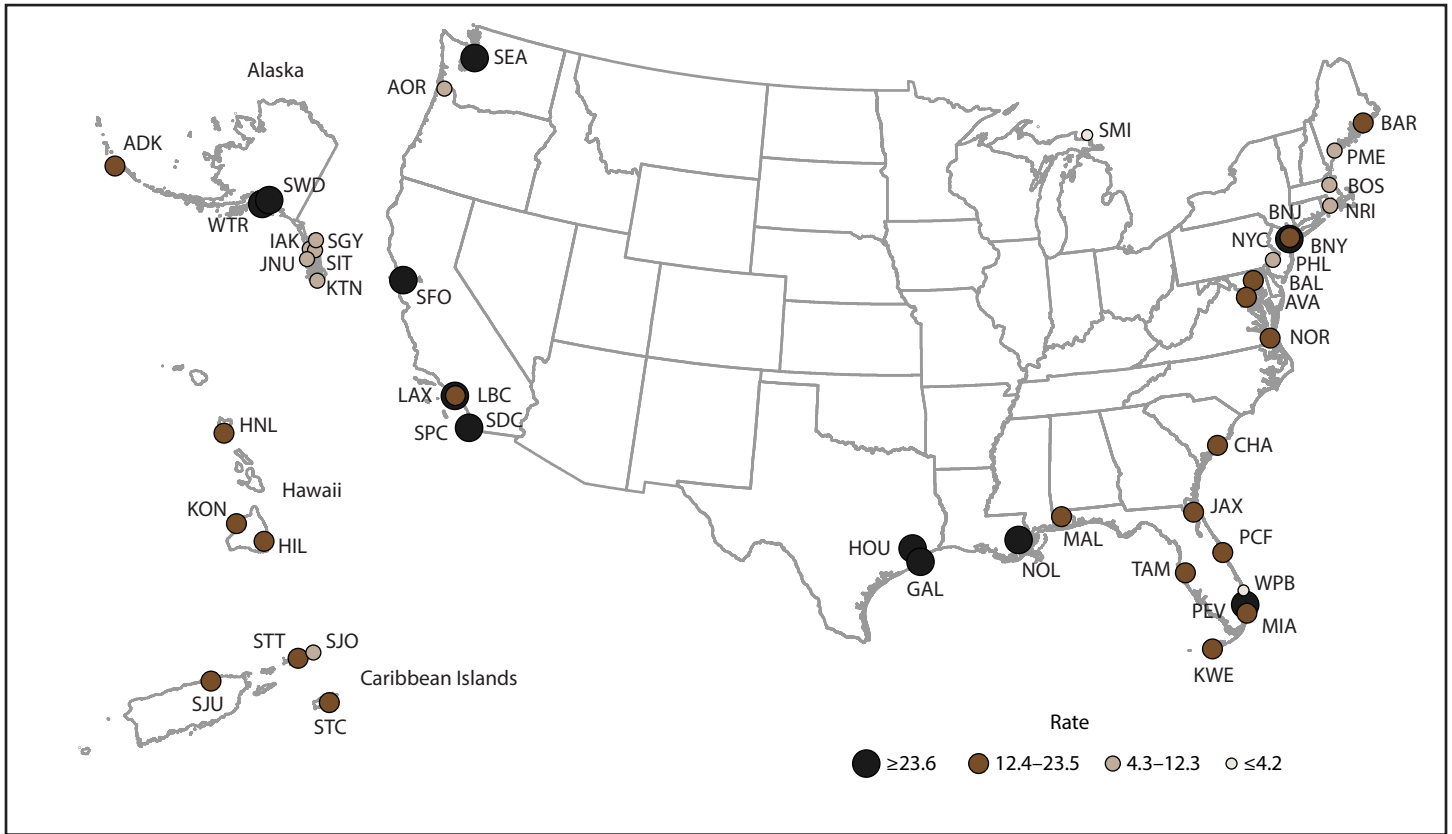 SEA
Alaska
AOR
SMI
BAR
ADK
PME
SWD
BOS
BNJ
NRI
WTR
IAK
SGY
NYC
BNY
JNU
SIT
PHL
KTN
BAL
SFO
AVA
NOR
LAX
LBC
SDC
SPC
HNL
CHA
Hawaii
KON
JAX
HIL
HOU
MAL
PCF
NOL
TAM
GAL
WPB
PEV
MIA
STT
SJO
KWE
Caribbean Islands
SJU
STC
Rate
≥23.6 12.4–23.5 4.3–12.3 ≤4.2